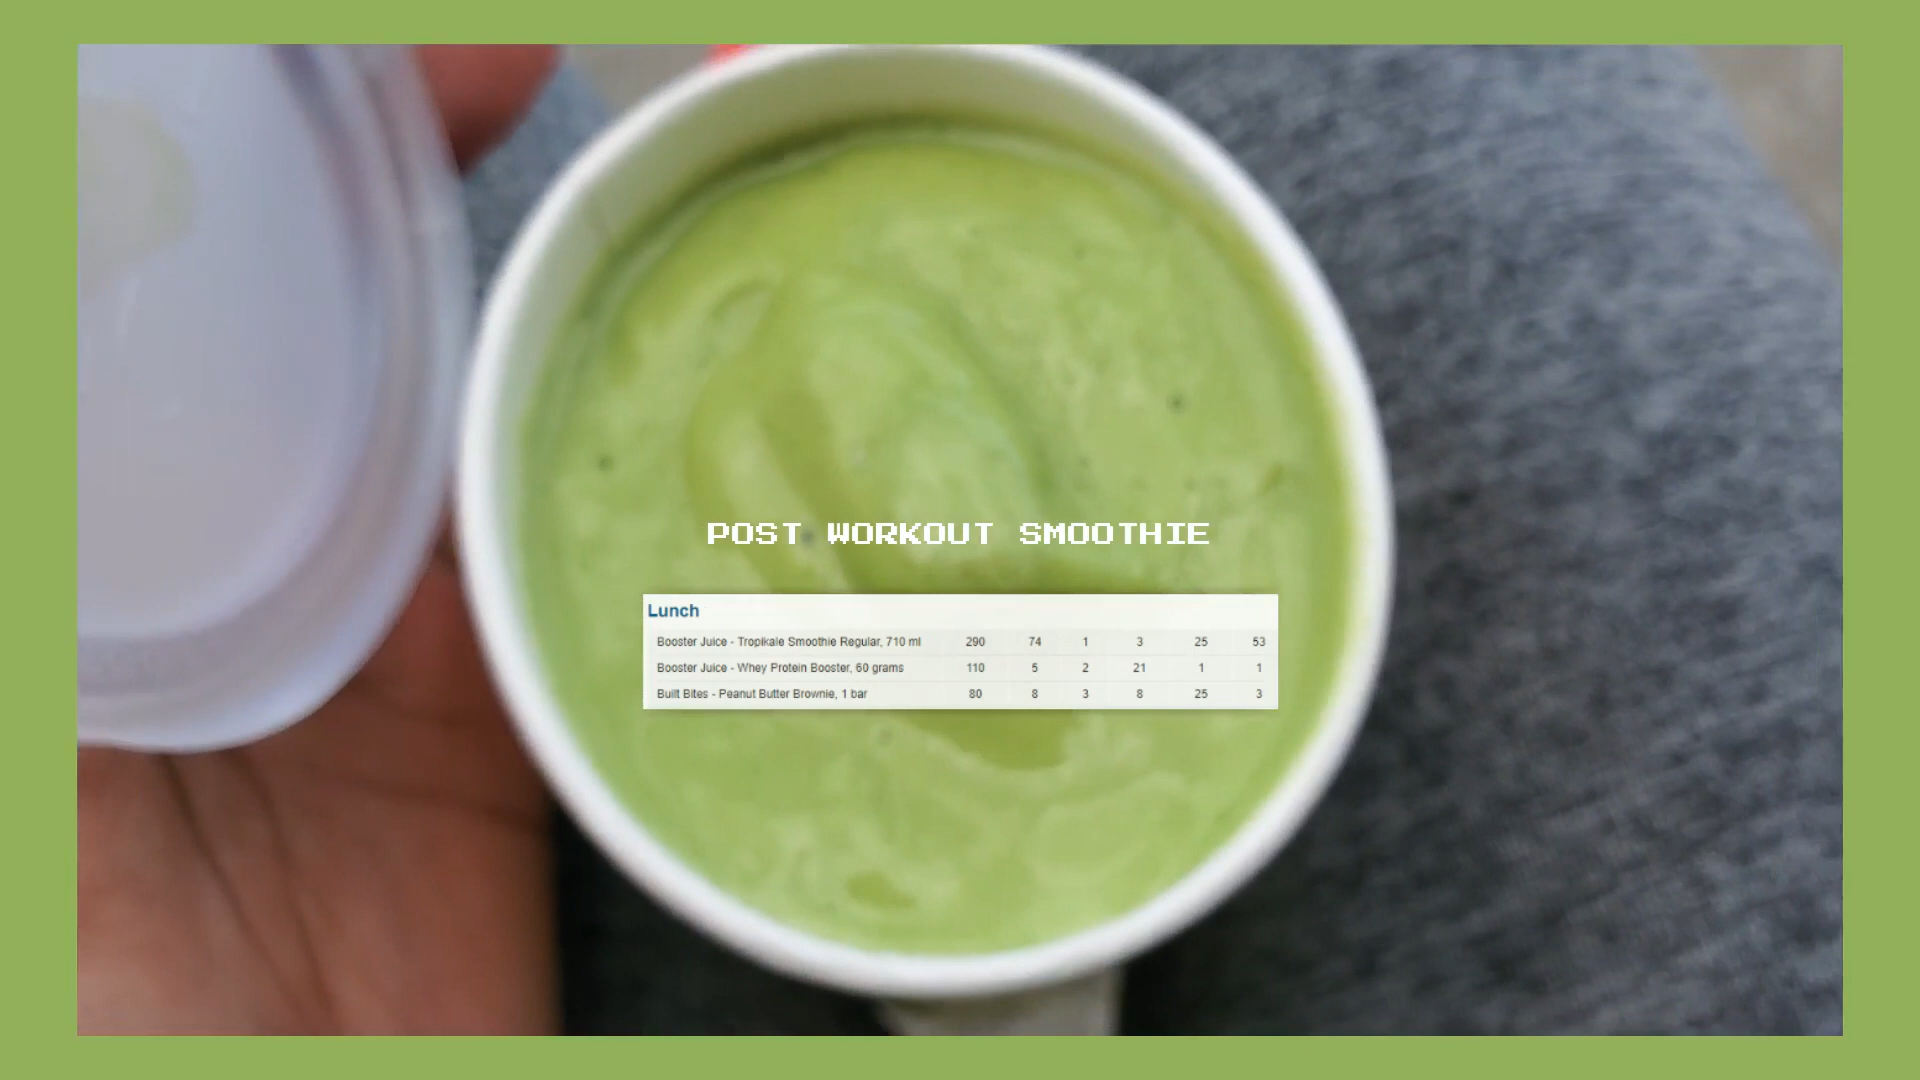 POST WORKOUT SMOOTHIE
Lunch
Booster Juice - Tropikale Smoothie Regular, 710 ml 290 74 1 3 25 53
Booster Juice - Whey Protein Booster, 60 grams 110 5 2 21 1 1
Built Bites - Peanut Butter Brownie, 1 bar 80 8 3 8 25 3